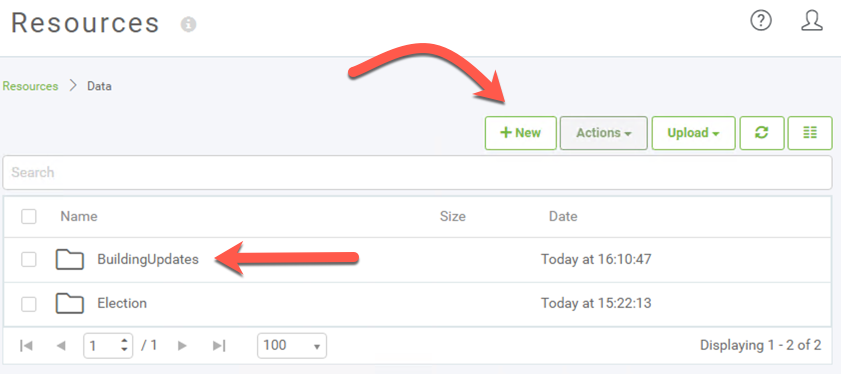 Resources
Resources > Data
+ New Actions Upload
Search
Name Size Date
BuildingUpdates Today at 16:10:47
Election Today at 15:22:13
1 / 1 100 Displaying 1 - 2 of 2